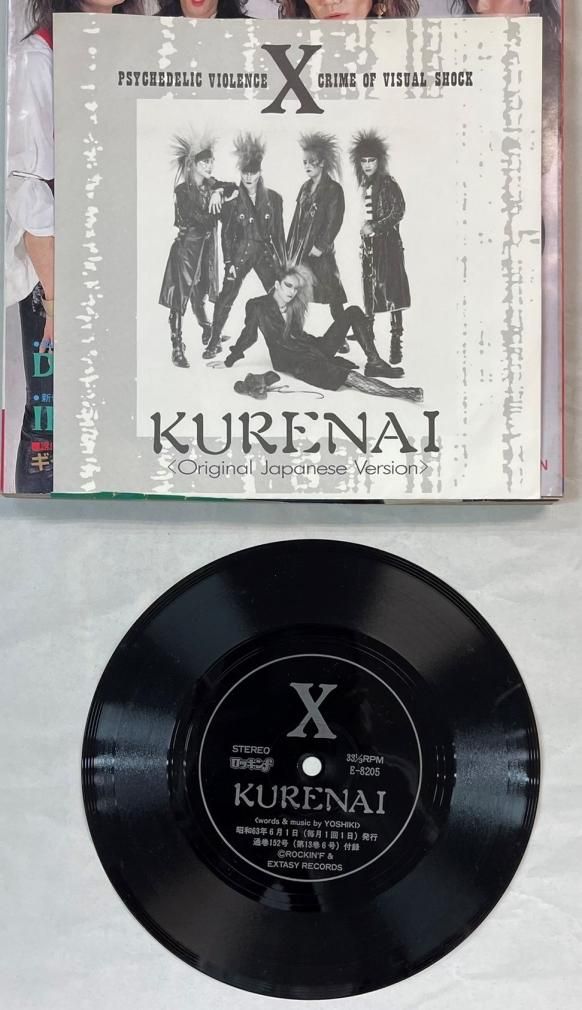 X
PSYCHEDELIC VIOLENCE CRIME OF VISUAL SHOCK
KURENAI
<Original Japanese Version>
X
STEREO
ロッキンf
33⅓RPM
E-8205
KURENAI
(words & music by YOSHIKI)
昭和63年6月1日(毎月1回1日)発行
通巻152号(第13巻6号)付録
©ROCKIN'F &
EXTASY RECORDS